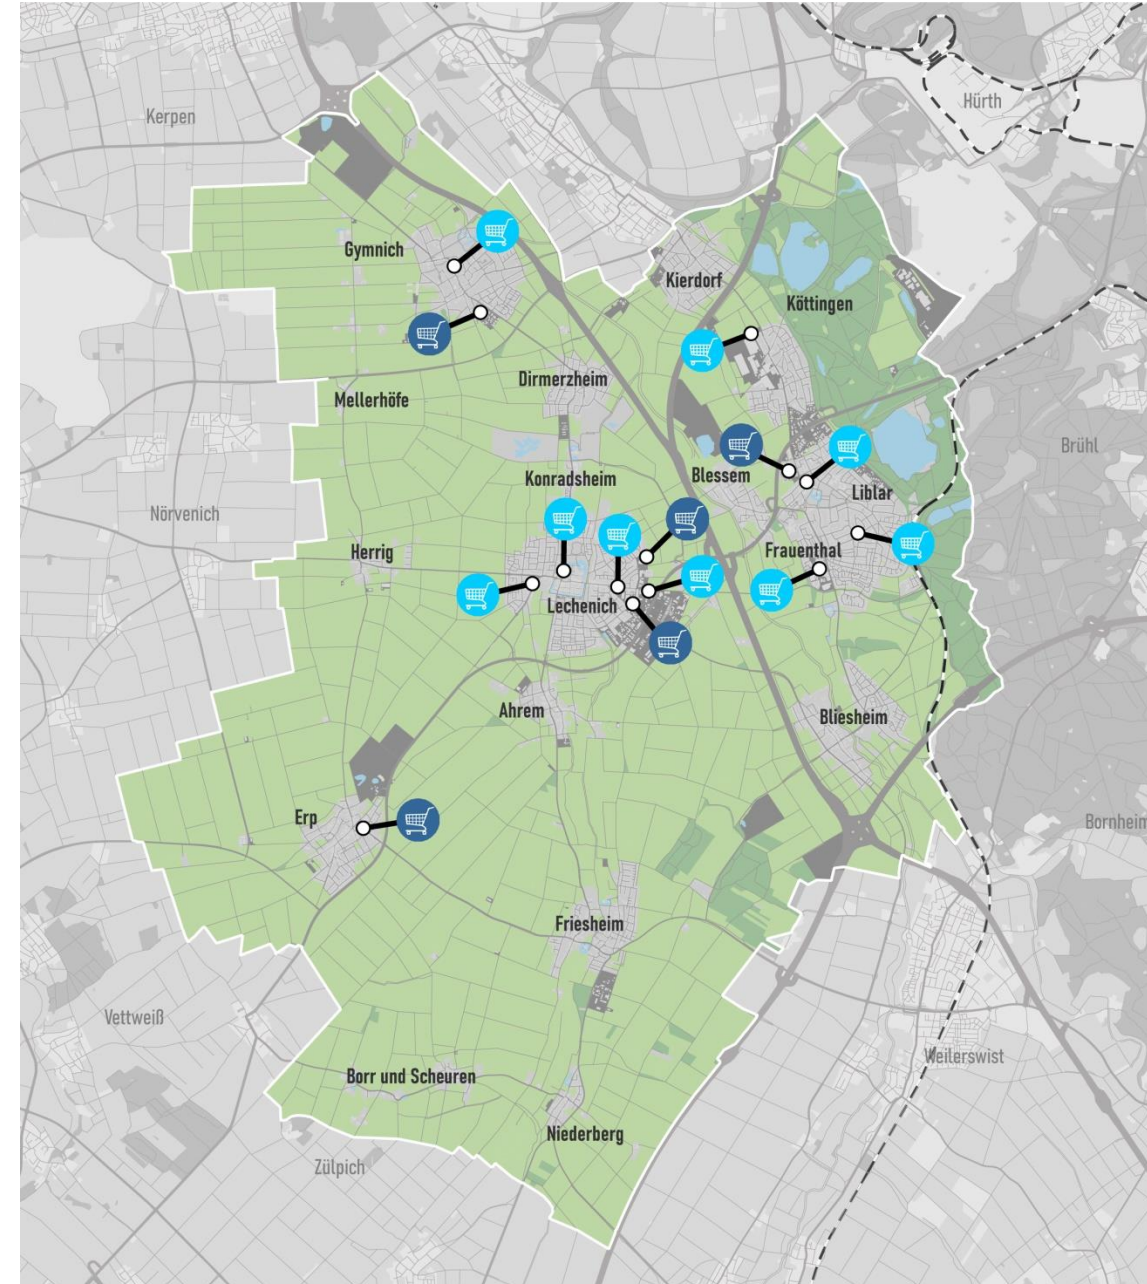 Hürth
Kerpen
Gymnich
Kierdorf
Köttingen
Dirmerzheim
Mellerhöfe
Brühl
Konradsheim
Blessem
Liblar
Nörvenich
Herrig
Frauenthal
Lechenich
Ahrem
Bliesheim
Erp
Bornheim
Friesheim
Vettweiß
Weilerswist
Borr und Scheuren
Niederberg
Zülpich